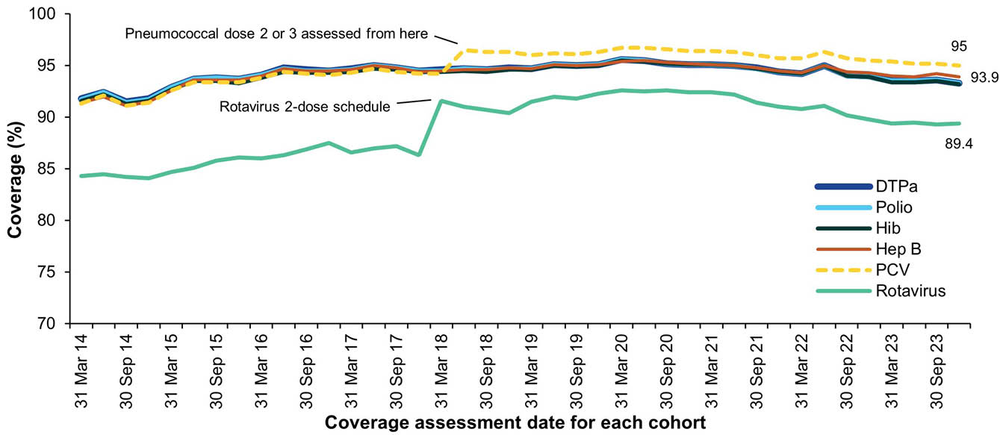 100
95
90
85
80
75
70
Coverage (%)
Pneumococcal dose 2 or 3 assessed from here
Rotavirus 2-dose schedule
95
93.9
89.4
DTPa
Polio
Hib
Hep B
PCV
Rotavirus
31 Mar 14
30 Sep 14
31 Mar 15
30 Sep 15
31 Mar 16
30 Sep 16
31 Mar 17
30 Sep 17
31 Mar 18
30 Sep 18
31 Mar 19
30 Sep 19
31 Mar 20
30 Sep 20
31 Mar 21
30 Sep 21
31 Mar 22
30 Sep 22
31 Mar 23
30 Sep 23
Coverage assessment date for each cohort